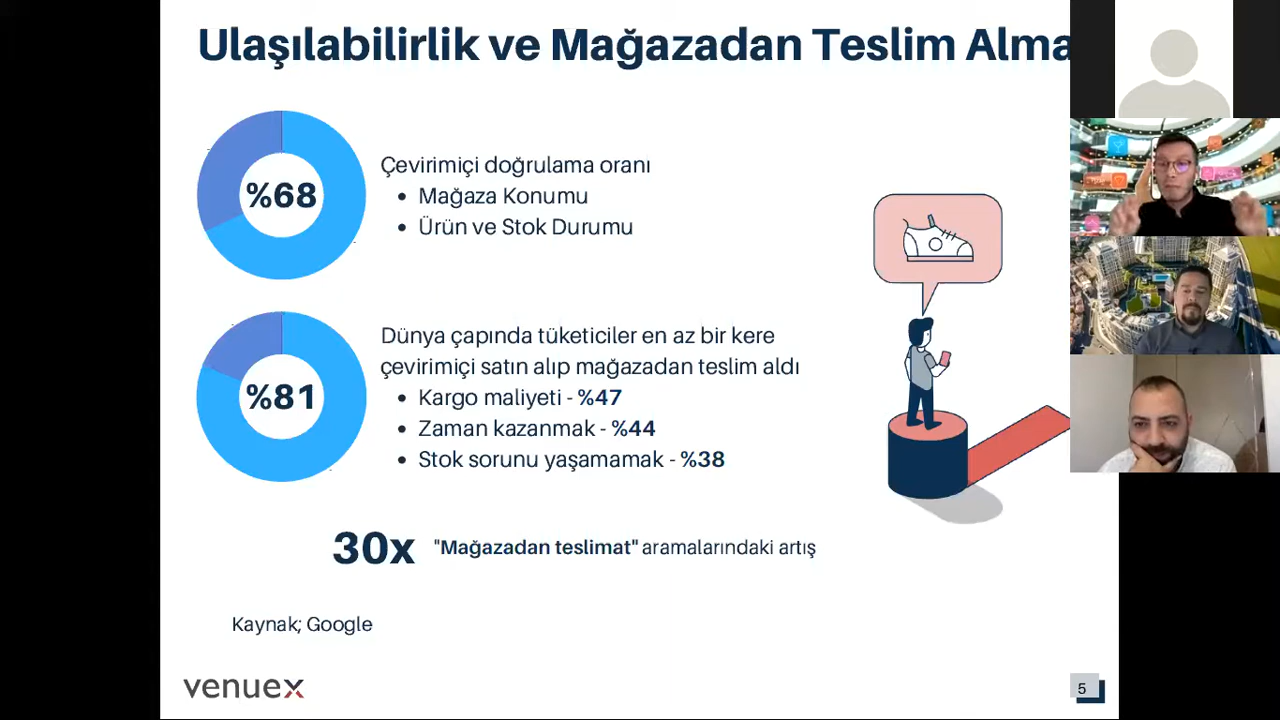 Ulaşılabilirlik ve Mağazadan Teslim Alma
%68
Çevirimiçi doğrulama oranı
• Mağaza Konumu
• Ürün ve Stok Durumu
%81
Dünya çapında tüketiciler en az bir kere
çevirimiçi satın alıp mağazadan teslim aldı
• Kargo maliyeti - %47
• Zaman kazanmak - %44
• Stok sorunu yaşamamak - %38
30x "Mağazadan teslimat" aramalarındaki artış
Kaynak; Google
venuex
5